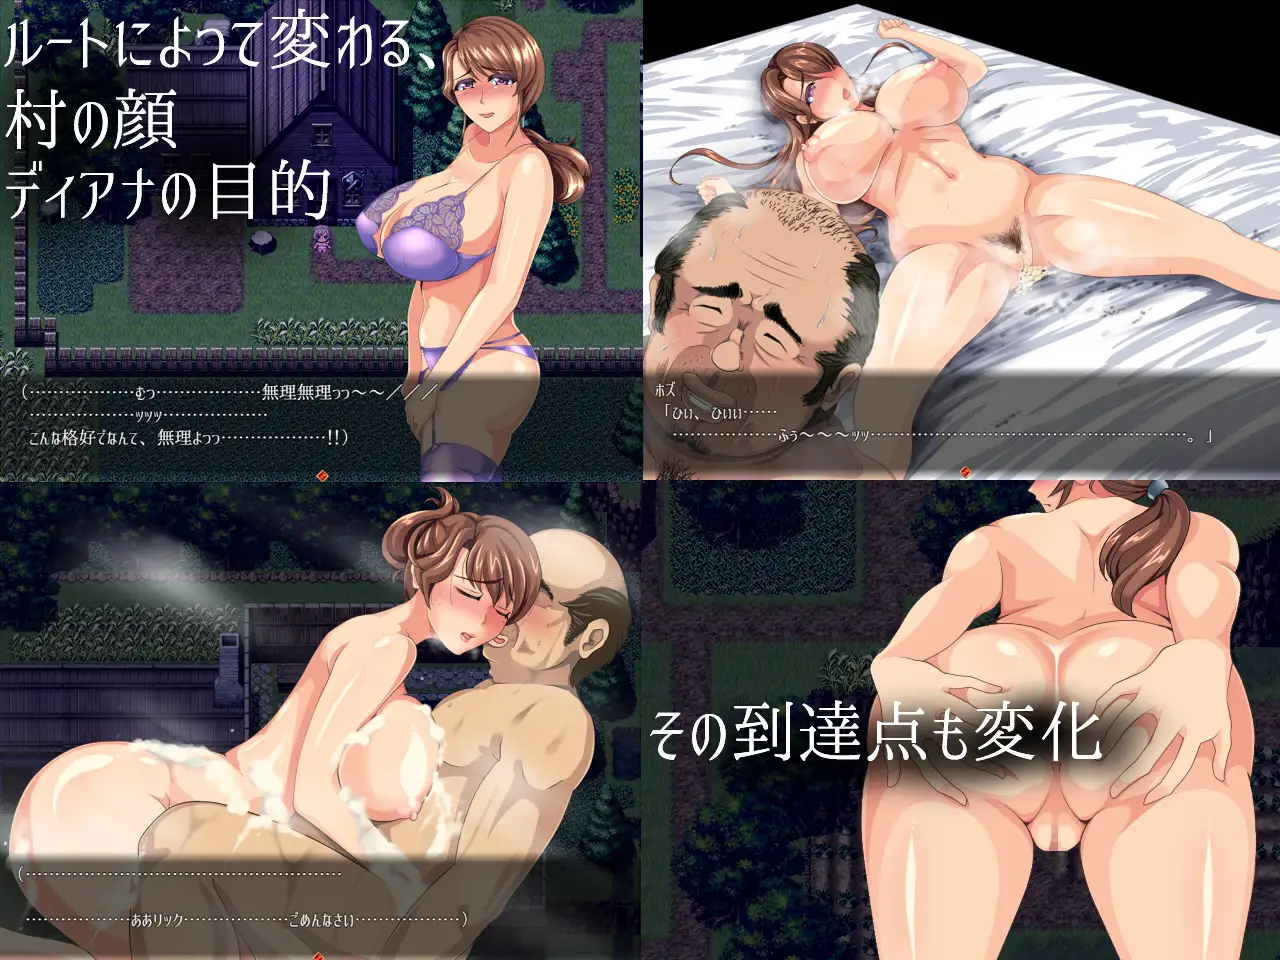 ルートによって変わる、
村の顔
ディアナの目的
(………………むっ………………無理無理っっ～～／／／
………………ッッッ………………
こんな格好でなんて、無理よっっ………………!!)
ホズ
「ひぃ、ひいぃ……
………………ふぅ～～～ッッ…………………………………………………。」
(……………………………………………………
………………ああリック………………ごめんなさい………………)
その到達点も変化